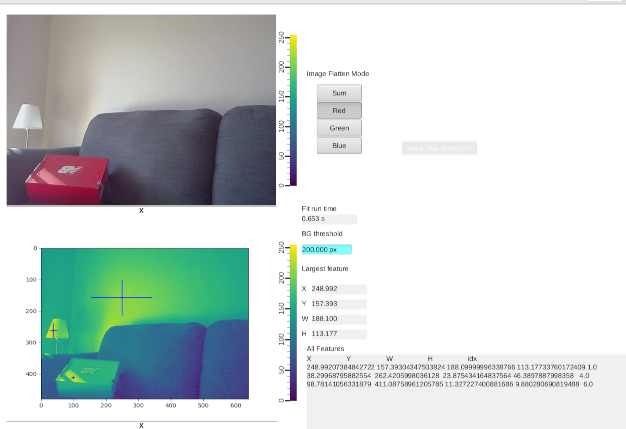 250
200
150
100
50
0
X
Image Flatten Mode
Sum
Red
Green
Blue
Take a New Screenshot
Fit run time
0.653 s
BG threshold
200.000 px
Largest feature
X 248.992
Y 157.393
W 188.100
H 113.177
All Features
X Y W H idx
248.99207384842722 157.39304347503824 188.09999996338766 113.17733760172409 1.0
38.29968795882554 262.4205998036128 23.875434164837564 46.3897887998358 4.0
98.78141056331879 411.08758961205785 11.327227400881686 9.880280690819488 6.0
0
100
200
300
400
0 100 200 300 400 500 600
X
250
200
150
100
50
0